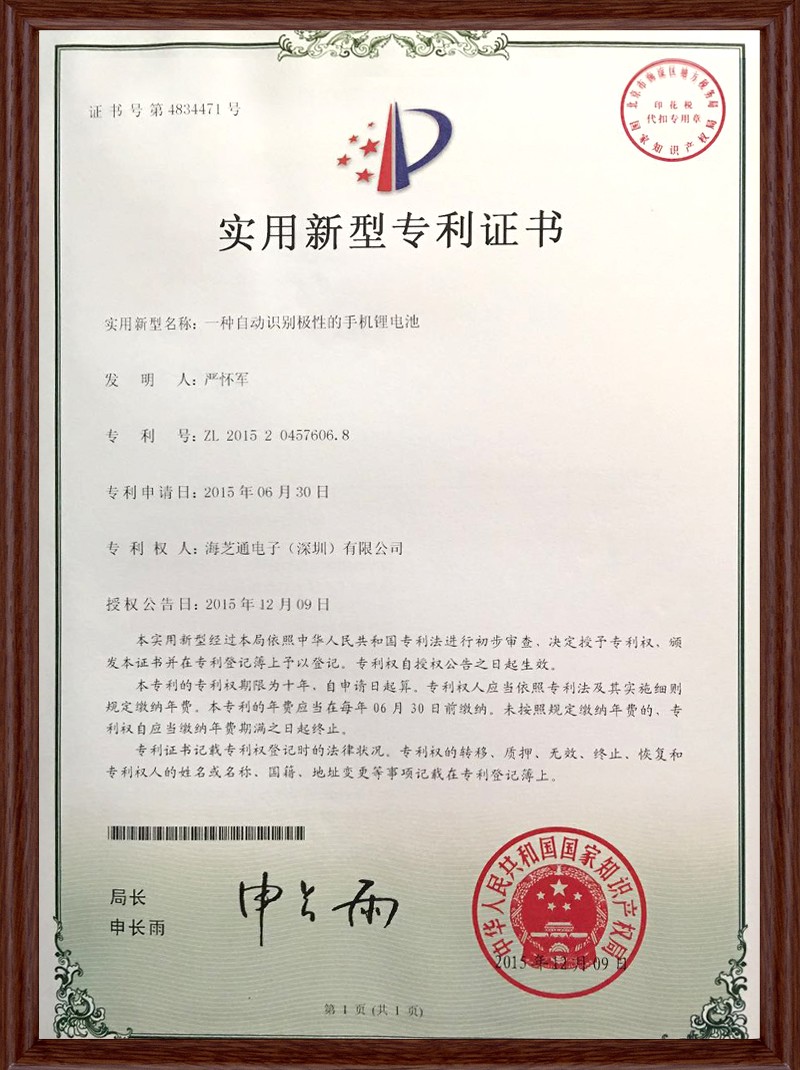 证书号第4834471号
北京市海淀区地方税务局
印花税
代扣专用章
国家知识产权局
实用新型专利证书
实用新型名称：一种自动识别极性的手机锂电池
发明人：严怀军
专利号：ZL 2015 2 0457606.8
专利申请日：2015年06月30日
专利权人：海芝通电子（深圳）有限公司
授权公告日：2015年12月09日
本实用新型经过本局依照中华人民共和国专利法进行初步审查，决定授予专利权，颁
发本证书并在专利登记簿上予以登记。专利权自授权公告之日起生效。
本专利的专利权期限为十年，自申请日起算。专利权人应当依照专利法及其实施细则
规定缴纳年费。本专利的年费应当在每年06月30日前缴纳。未按照规定缴纳年费的，专
利权自应当缴纳年费期满之日起终止。
专利证书记载专利权登记时的法律状况。专利权的转移、质押、无效、终止、恢复和
专利权人的姓名或名称、国籍、地址变更等事项记载在专利登记簿上。
局长
申长雨
申长雨
中华人民共和国国家知识产权局
2015年12月09日
第1页(共1页)